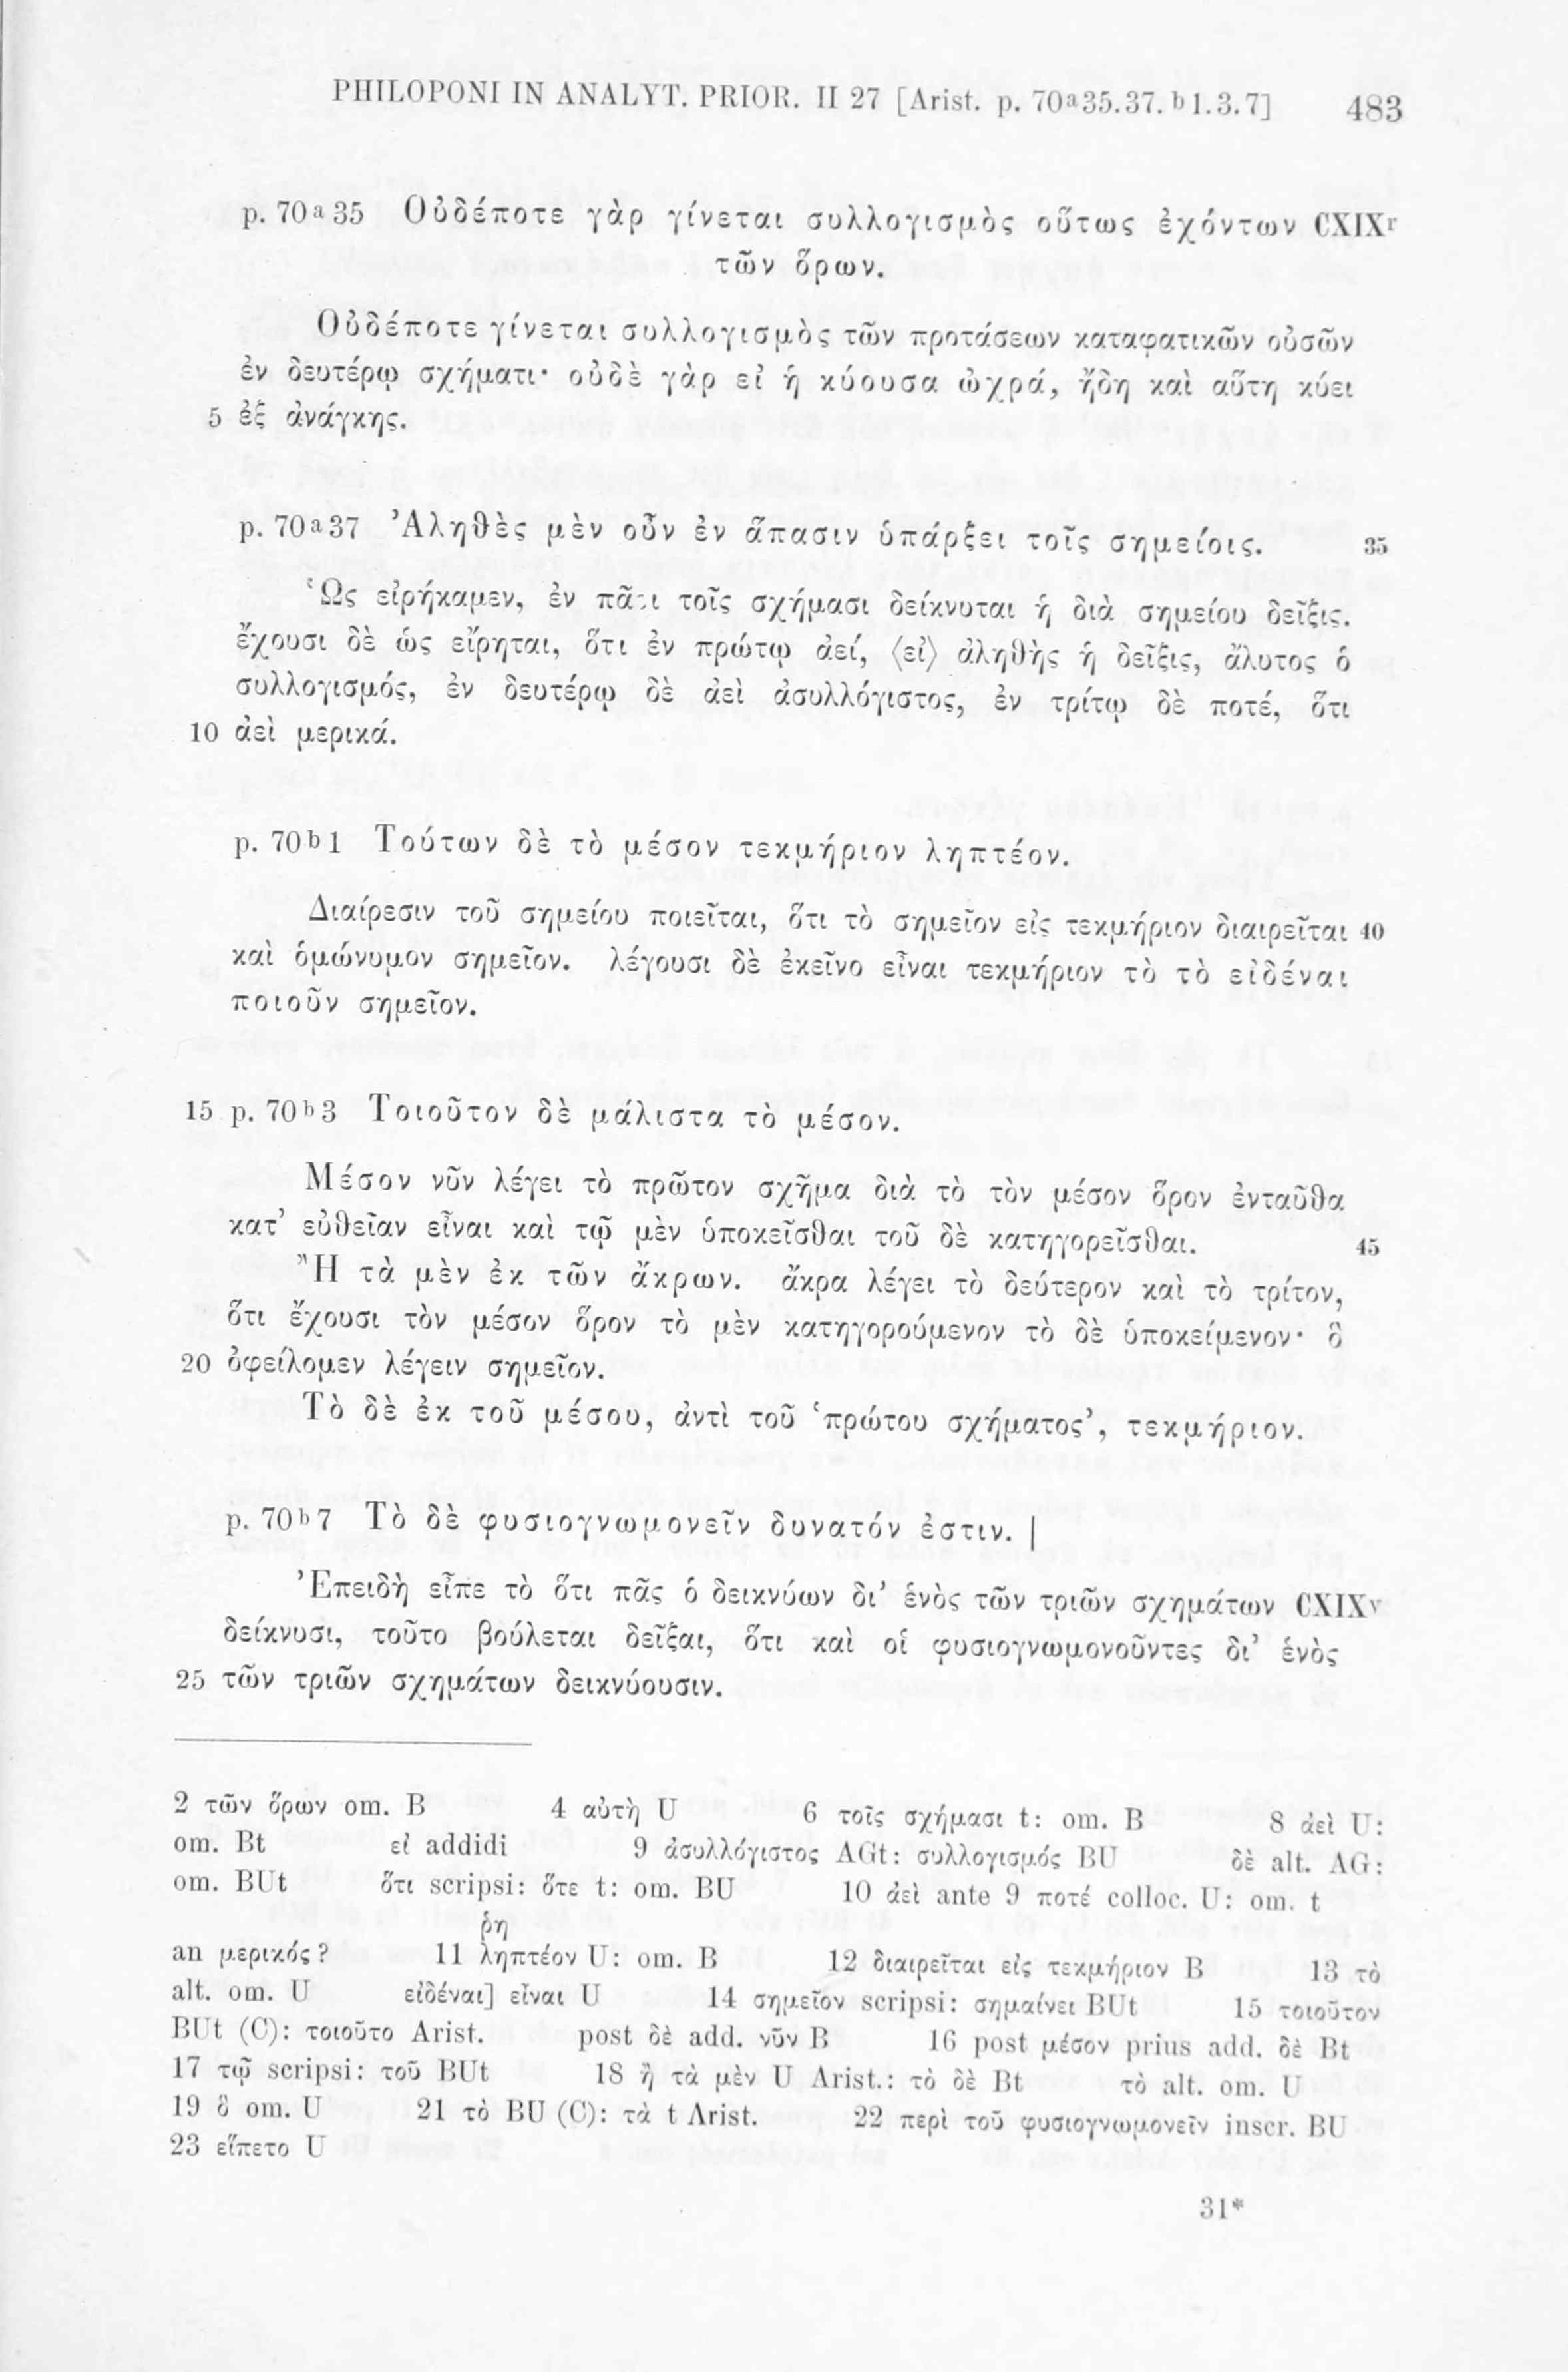 PHILOPONI IN ANALYT. PRIOR. II 27 [Arist. p. 70a35.37. b1.3.7] 483
p. 70a35 Οὐδέποτε γὰρ γίνεται συλλογισμὸς οὕτως ἐχόντων CXIXr
τῶν ὅρων.
Οὐδέποτε γίνεται συλλογισμὸς τῶν προτάσεων καταφατικῶν οὐσῶν
ἐν δευτέρῳ σχήματι· οὐδὲ γὰρ εἰ ἡ κύουσα ὠχρά, ἤδη καὶ αὕτη κύει
5 ἐξ ἀνάγκης.
p. 70a37 Ἀληθὲς μὲν οὖν ἐν ἅπασιν ὑπάρξει τοῖς σημείοις. 35
Ὡς εἰρήκαμεν, ἐν πᾶσι τοῖς σχήμασι δείκνυται ἡ διὰ σημείου δεῖξις.
ἔχουσι δὲ ὡς εἴρηται, ὅτι ἐν πρώτῳ ἀεί, ⟨εἰ⟩ ἀληθὴς ἡ δεῖξις, ἄλυτος ὁ
συλλογισμός, ἐν δευτέρῳ δὲ ἀεὶ ἀσυλλόγιστος, ἐν τρίτῳ δὲ ποτέ, ὅτι
10 ἀεὶ μερικά.
p. 70b1 Τούτων δὲ τὸ μέσον τεκμήριον ληπτέον.
Διαίρεσιν τοῦ σημείου ποιεῖται, ὅτι τὸ σημεῖον εἰς τεκμήριον διαιρεῖται 40
καὶ ὁμώνυμον σημεῖον. λέγουσι δὲ ἐκεῖνο εἶναι τεκμήριον τὸ τὸ εἰδέναι
ποιοῦν σημεῖον.
15 p. 70b3 Τοιοῦτον δὲ μάλιστα τὸ μέσον.
Μέσον νῦν λέγει τὸ πρῶτον σχῆμα διὰ τὸ τὸν μέσον ὅρον ἐνταῦθα
κατ’ εὐθεῖαν εἶναι καὶ τῷ μὲν ὑποκεῖσθαι τοῦ δὲ κατηγορεῖσθαι. 45
Ἢ τὰ μὲν ἐκ τῶν ἄκρων. ἄκρα λέγει τὸ δεύτερον καὶ τὸ τρίτον,
ὅτι ἔχουσι τὸν μέσον ὅρον τὸ μὲν κατηγορούμενον τὸ δὲ ὑποκείμενον· ὃ
20 ὀφείλομεν λέγειν σημεῖον.
Τὸ δὲ ἐκ τοῦ μέσου, ἀντὶ τοῦ ‘πρώτου σχήματος’, τεκμήριον.
p. 70b7 Τὸ δὲ φυσιογνωμονεῖν δυνατόν ἐστιν. |
Ἐπειδὴ εἶπε τὸ ὅτι πᾶς ὁ δεικνύων δι’ ἑνὸς τῶν τριῶν σχημάτων CXIXv
δείκνυσι, τοῦτο βούλεται δεῖξαι, ὅτι καὶ οἱ φυσιογνωμονοῦντες δι’ ἑνὸς
25 τῶν τριῶν σχημάτων δεικνύουσιν.
2 τῶν ὅρων om. B 4 αὐτὴ U 6 τοῖς σχήμασι t: om. B 8 ἀεὶ U:
om. Bt εἰ addidi 9 ἀσυλλόγιστος AGt: συλλογισμός BU δὲ alt. AG:
om. BUt ὅτι scripsi: ὅτε t: om. BU 10 ἀεὶ ante 9 ποτέ colloc. U: om. t
ρη
an μερικός? 11 ληπτέον U: om. B 12 διαιρεῖται εἰς τεκμήριον B 13 τὸ
alt. om. U εἰδέναι] εἶναι U 14 σημεῖον scripsi: σημαίνει BUt 15 τοιοῦτον
BUt (C): τοιοῦτο Arist. post δὲ add. νῦν B 16 post μέσον prius add. δὲ Bt
17 τῷ scripsi: τοῦ BUt 18 ἢ τὰ μὲν U Arist.: τὸ δὲ Bt τὸ alt. om. U
19 ὃ om. U 21 τὸ BU (C): τὰ t Arist. 22 περὶ τοῦ φυσιογνωμονεῖν inscr. BU
23 εἵπετο U
31*